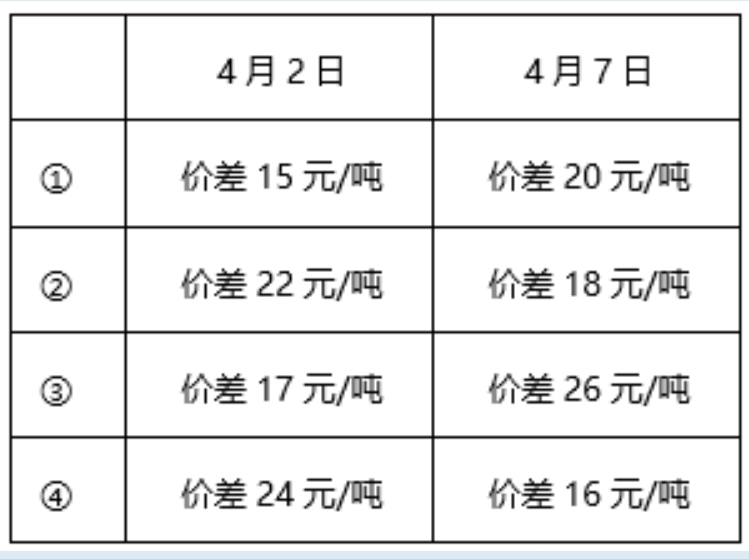 4月2日 4月7日
① 价差 15 元/吨 价差 20 元/吨
② 价差 22 元/吨 价差 18 元/吨
③ 价差 17 元/吨 价差 26 元/吨
④ 价差 24 元/吨 价差 16 元/吨